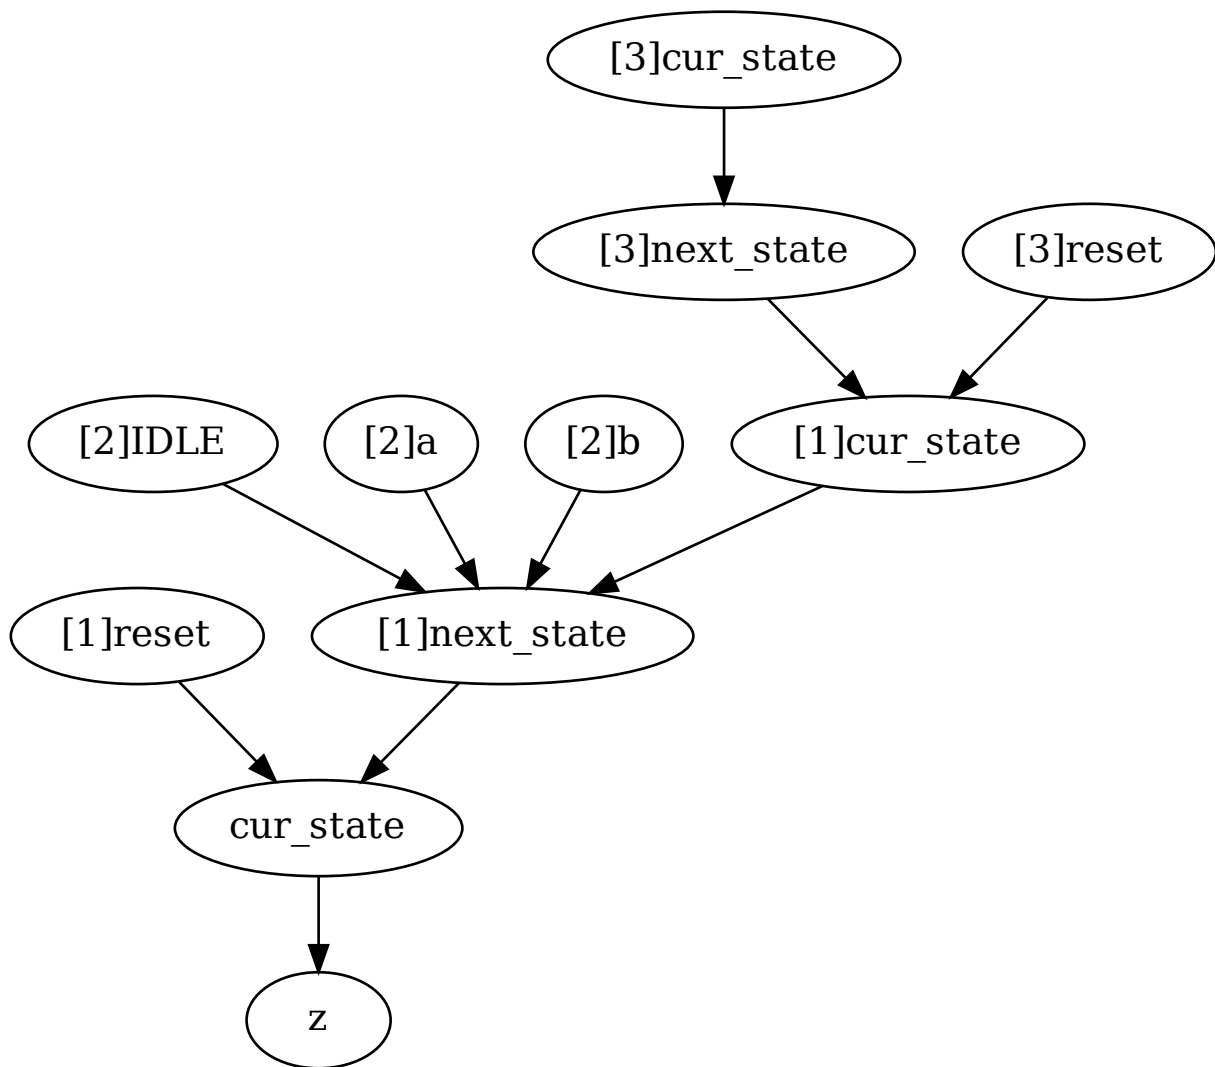 [3]cur_state
[3]next_state
[3]reset
[2]IDLE
[2]a
[2]b
[1]cur_state
[1]reset
[1]next_state
cur_state
z